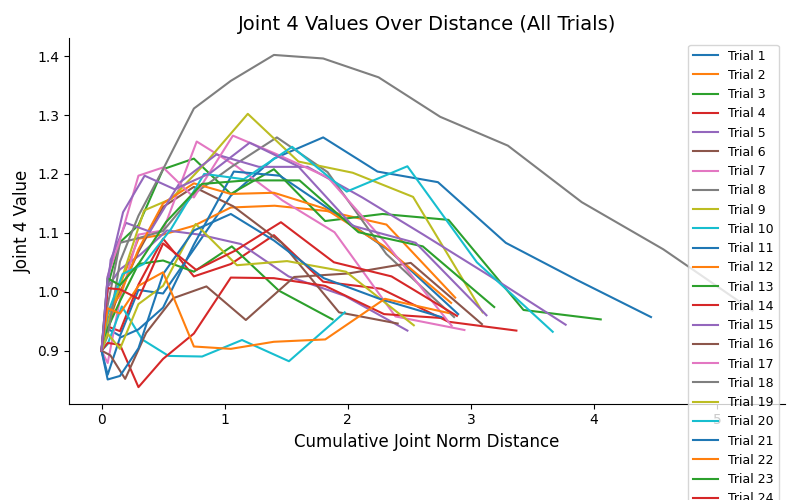 Joint 4 Values Over Distance (All Trials)
Joint 4 Value
1.4
1.3
1.2
1.1
1.0
0.9
0
1
2
3
4
5
Cumulative Joint Norm Distance
Trial 1
Trial 2
Trial 3
Trial 4
Trial 5
Trial 6
Trial 7
Trial 8
Trial 9
Trial 10
Trial 11
Trial 12
Trial 13
Trial 14
Trial 15
Trial 16
Trial 17
Trial 18
Trial 19
Trial 20
Trial 21
Trial 22
Trial 23
Trial 24